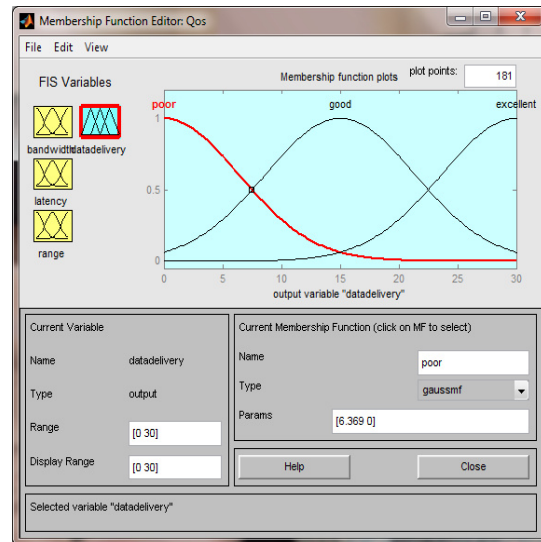 Membership Function Editor: Qos
File Edit View
FIS Variables
bandwidth
datadelivery
latency
range
Membership function plots
plot points:
181
poor
good
excellent
1
0.5
0
0 5 10 15 20 25 30
output variable "datadelivery"
Current Variable
Name datadelivery
Type output
Range [0 30]
Display Range [0 30]
Current Membership Function (click on MF to select)
Name poor
Type gaussmf
Params [6.369 0]
Help Close
Selected variable "datadelivery"